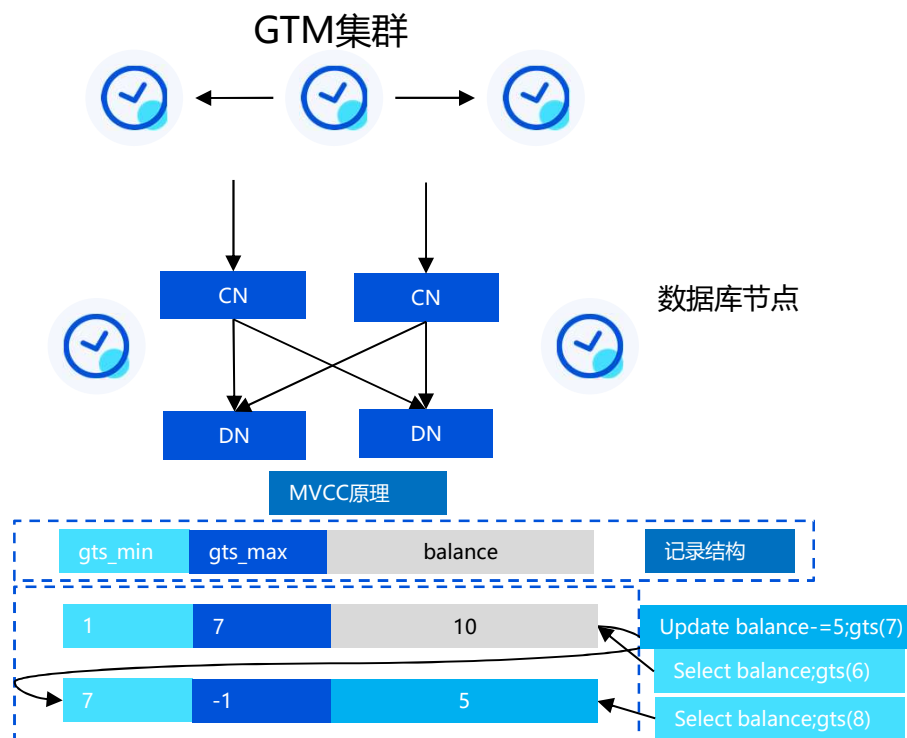 GTM集群
CN
CN
数据库节点
DN
DN
MVCC原理
gts_min gts_max balance 记录结构
1 7 10 Update balance-=5;gts(7)
Select balance;gts(6)
7 -1 5
Select balance;gts(8)